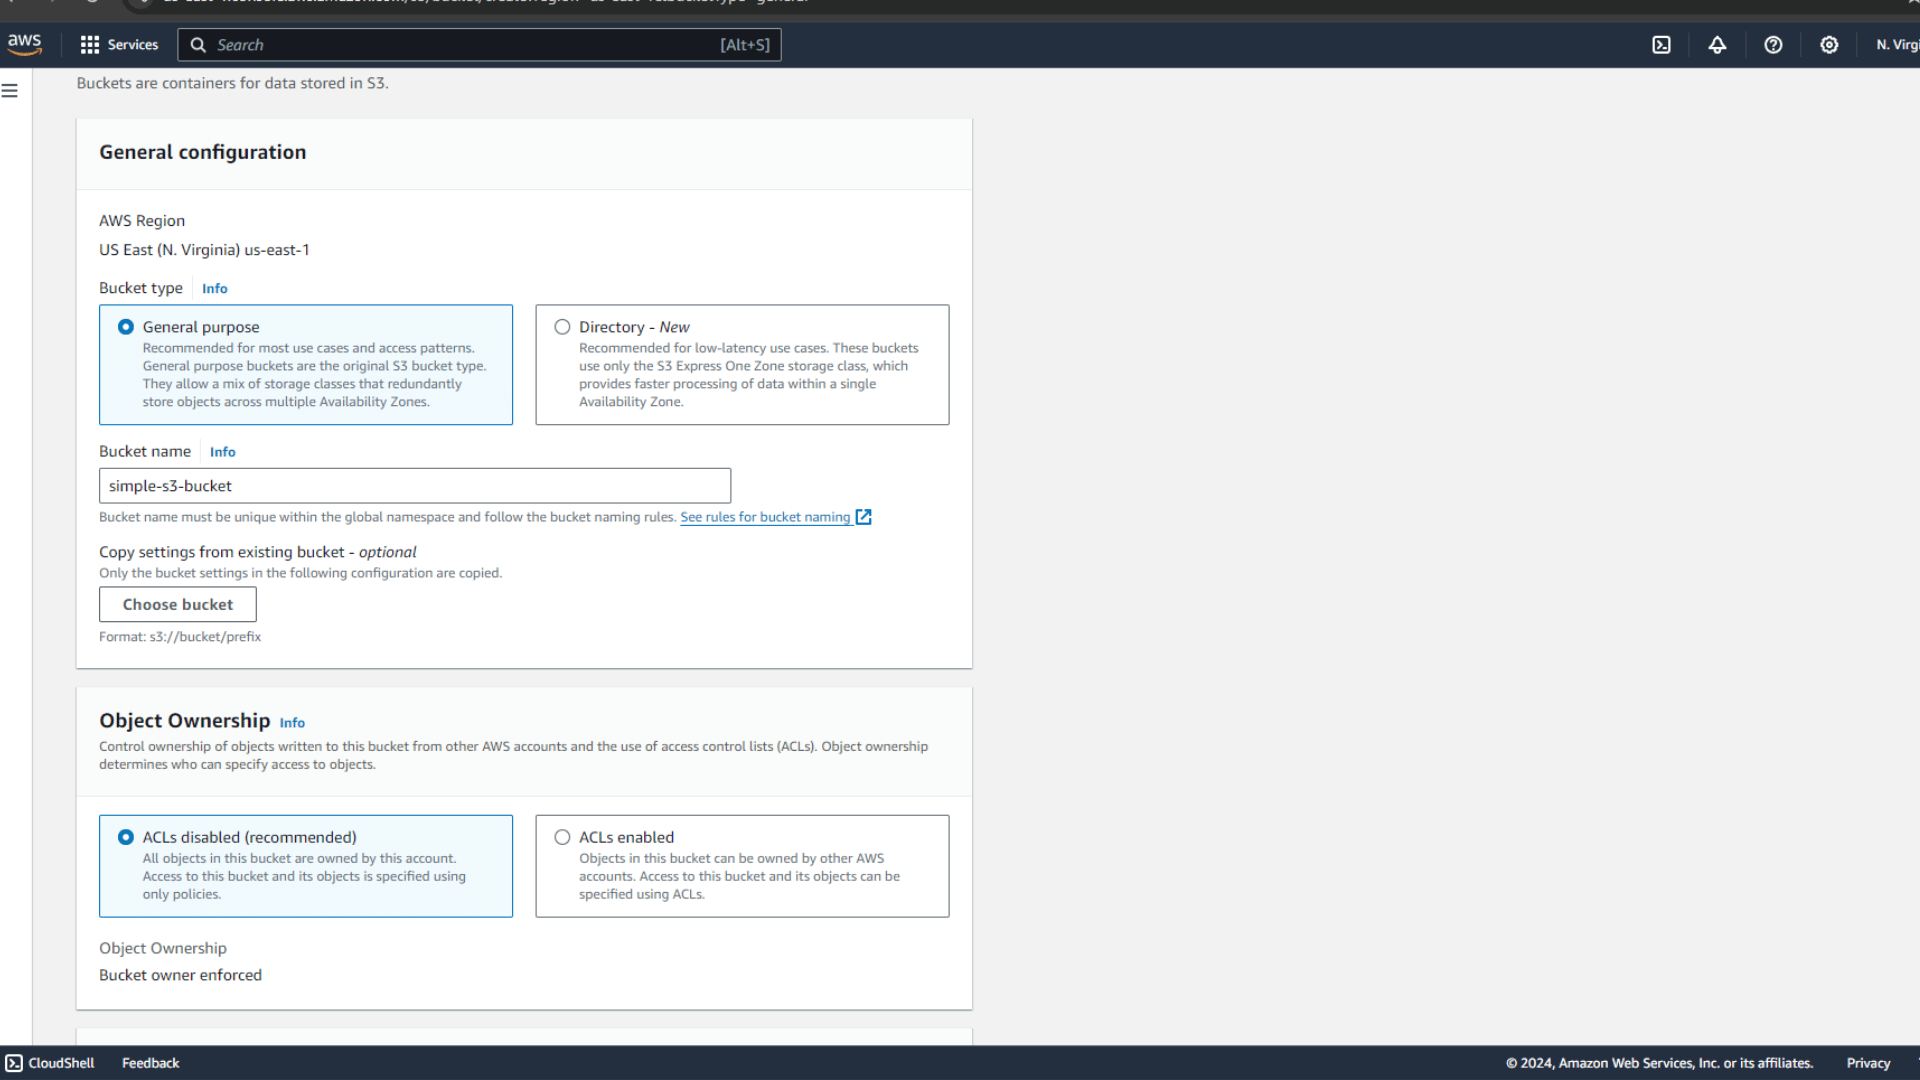 aws
Services
Search
[Alt+S]
N. Virgi
Buckets are containers for data stored in S3.
General configuration
AWS Region
US East (N. Virginia) us-east-1
Bucket type
Info
General purpose
Recommended for most use cases and access patterns.
General purpose buckets are the original S3 bucket type.
They allow a mix of storage classes that redundantly
store objects across multiple Availability Zones.
Directory - New
Recommended for low-latency use cases. These buckets
use only the S3 Express One Zone storage class, which
provides faster processing of data within a single
Availability Zone.
Bucket name
Info
simple-s3-bucket
Bucket name must be unique within the global namespace and follow the bucket naming rules. See rules for bucket naming
Copy settings from existing bucket - optional
Only the bucket settings in the following configuration are copied.
Choose bucket
Format: s3://bucket/prefix
Object Ownership Info
Control ownership of objects written to this bucket from other AWS accounts and the use of access control lists (ACLs). Object ownership
determines who can specify access to objects.
ACLs disabled (recommended)
All objects in this bucket are owned by this account.
Access to this bucket and its objects is specified using
only policies.
ACLs enabled
Objects in this bucket can be owned by other AWS
accounts. Access to this bucket and its objects can be
specified using ACLs.
Object Ownership
Bucket owner enforced
CloudShell
Feedback
© 2024, Amazon Web Services, Inc. or its affiliates.
Privacy